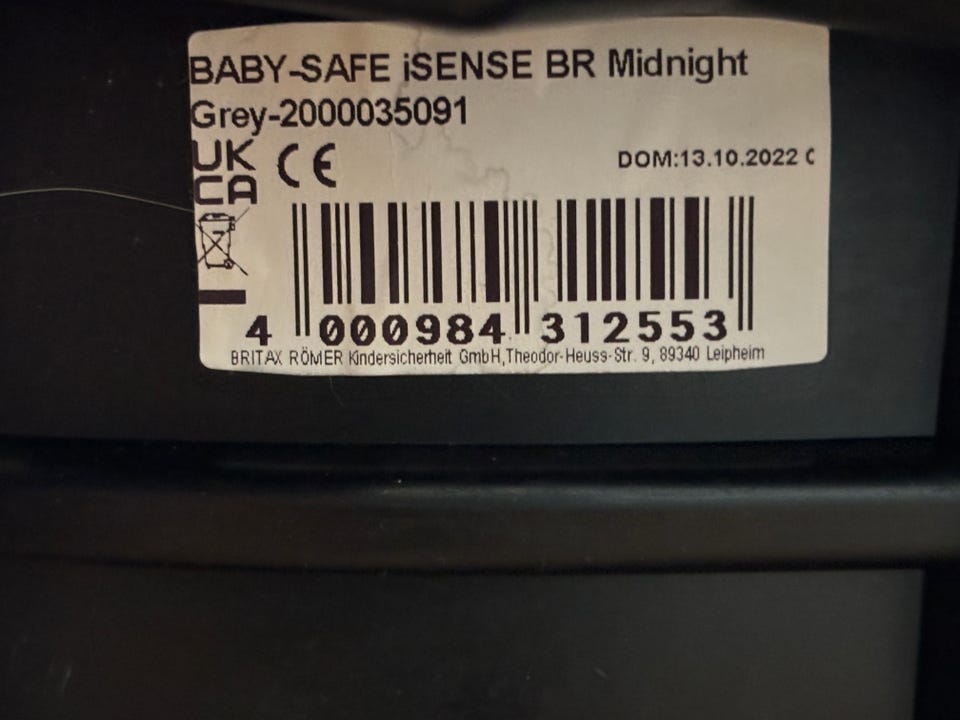 BABY-SAFE iSENSE BR Midnight
Grey-2000035091
UK
CA
CE
DOM:13.10.2022 C
4 000984 312553
BRITAX RÖMER Kindersicherheit GmbH,Theodor-Heuss-Str. 9, 89340 Leipheim